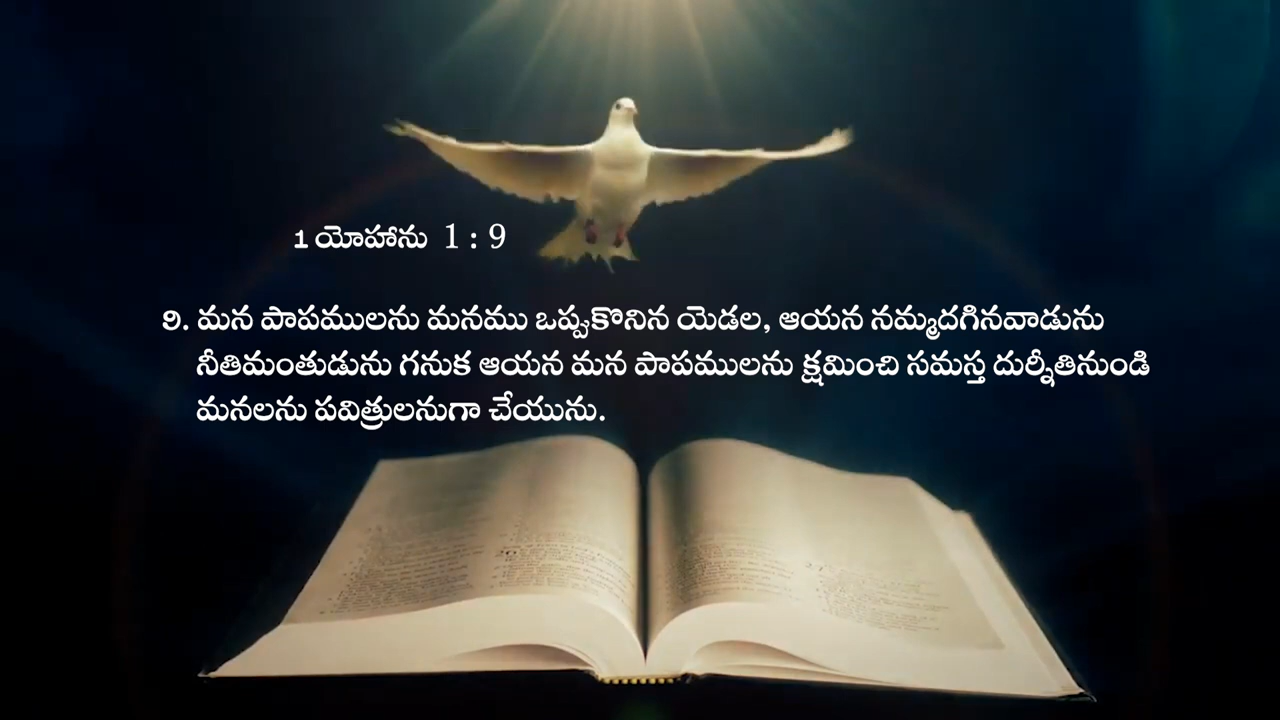 1 యోహాను 1 : 9
9. మన పాపములను మనము ఒప్పుకొనిన యెడల, ఆయన నమ్మదగినవాడును
నీతిమంతుడును గనుక ఆయన మన పాపములను క్షమించి సమస్త దుర్నీతినుండి
మనలను పవిత్రులనుగా చేయును.